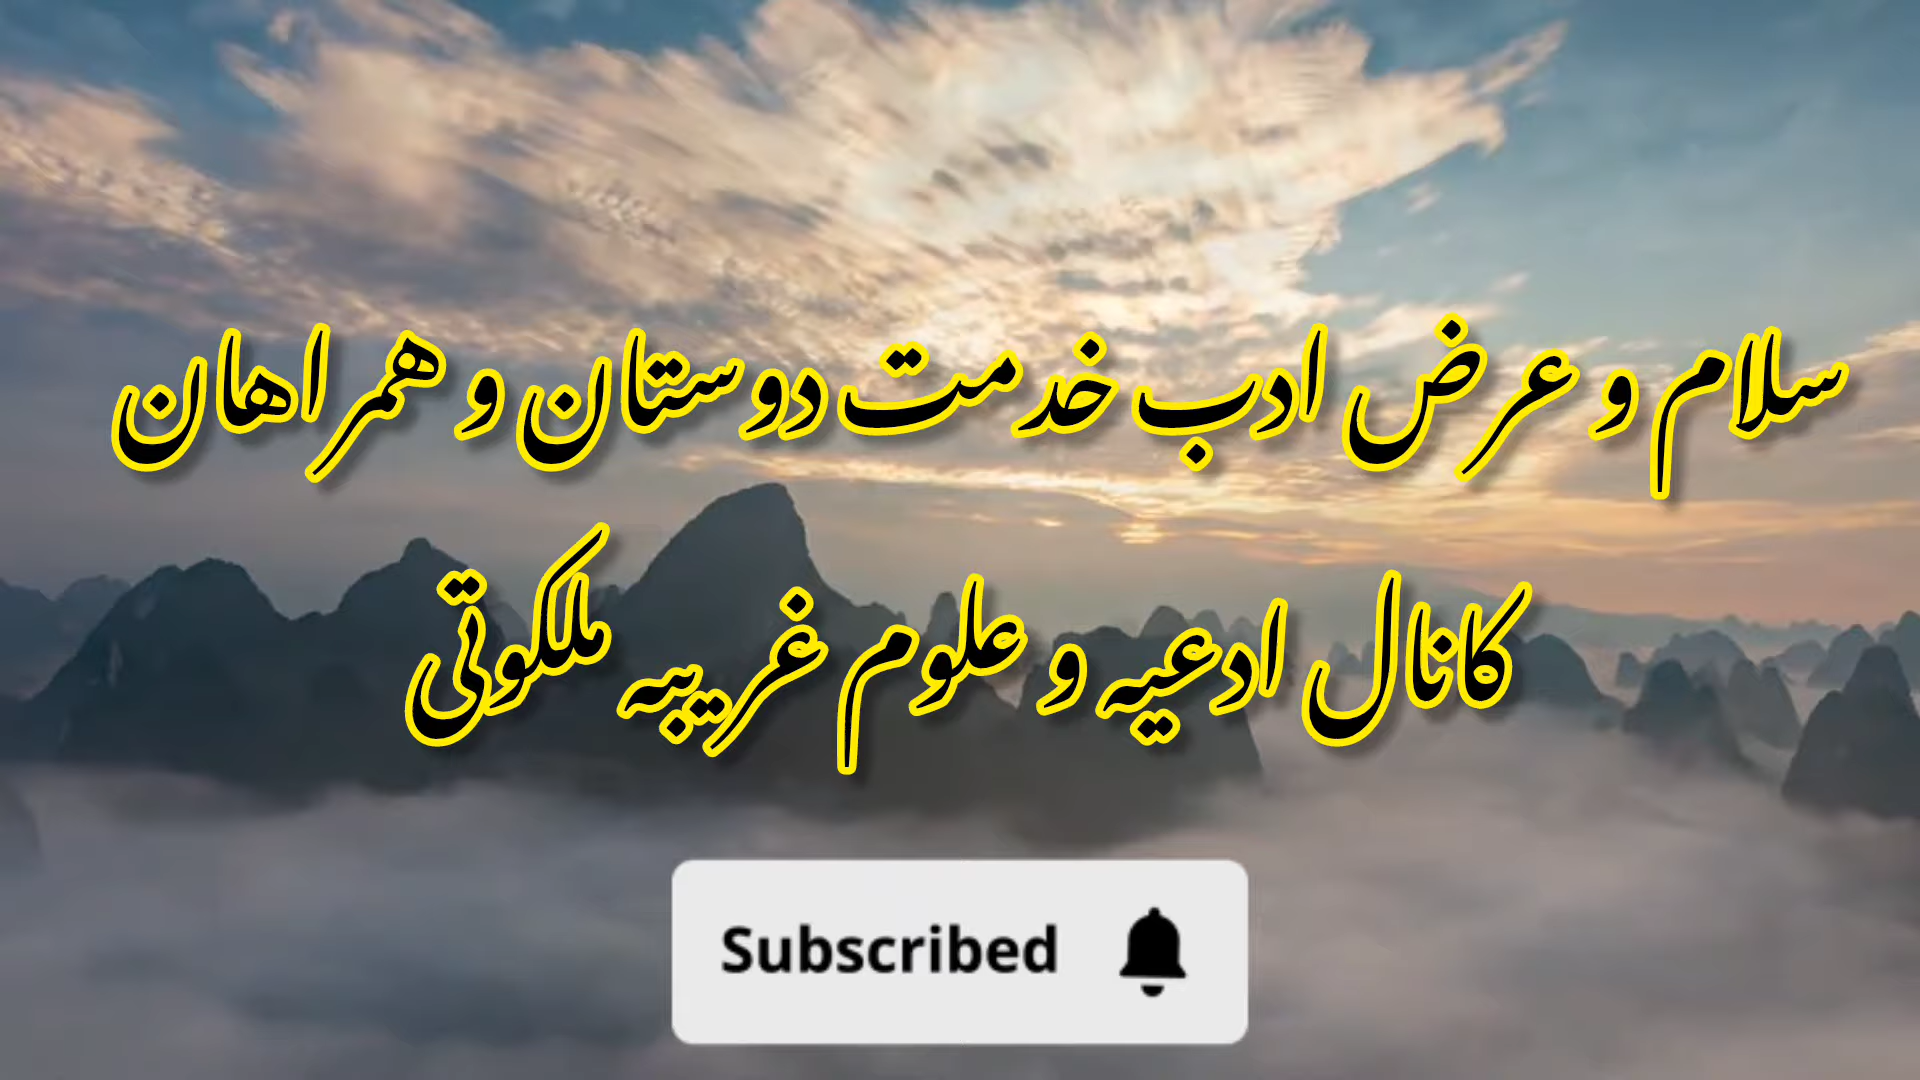 سلام و عرض ادب خدمت دوستان و همراهان
کانال ادعیه و علوم غریبه ملکوتی
Subscribed